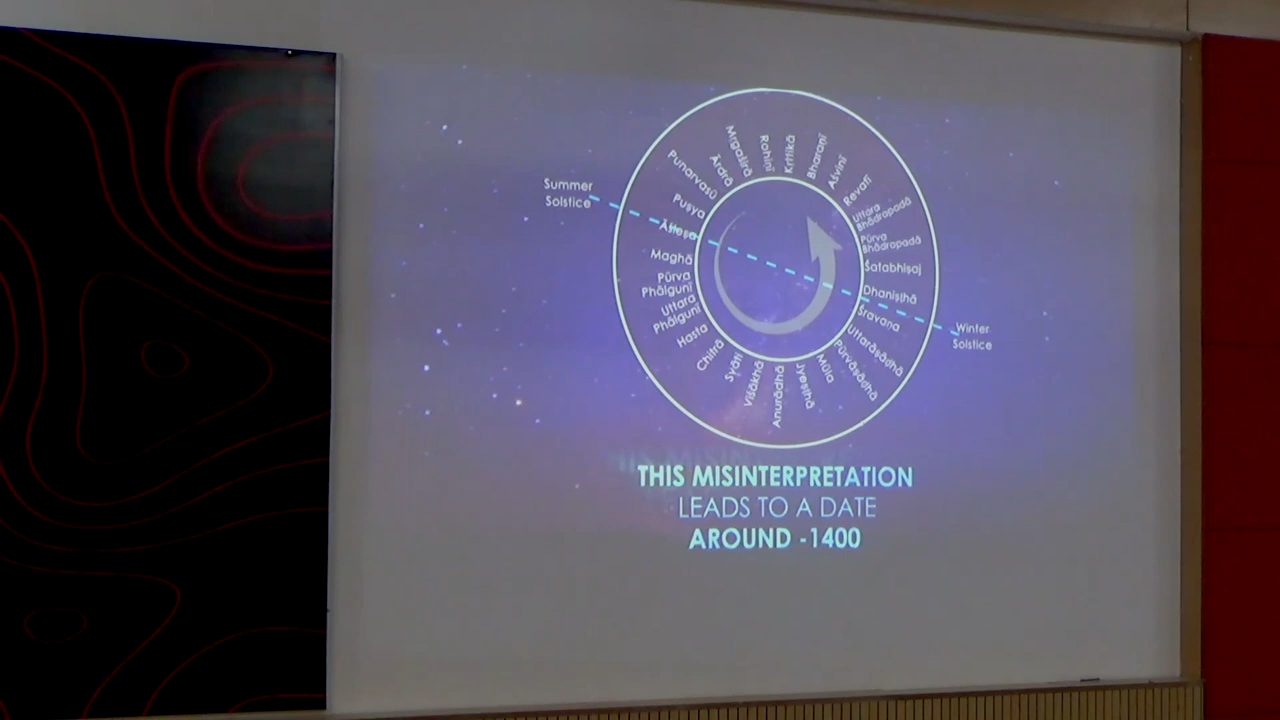 Summer
Solstice
Punarvasū
Ārdrā
Mṛgaśirā
Rohiṇī
Kṛttikā
Bharaṇī
Aśvinī
Revatī
Uttara
Bhādrapadā
Pūrva
Bhādrapadā
Śatabhiṣaj
Dhaniṣṭhā
Śravaṇa
Uttarāṣāḍhā
Pūrvāṣāḍhā
Mūla
Jyeṣṭhā
Anurādhā
Viśākhā
Svāti
Chitrā
Hasta
Uttara
Phālgunī
Pūrva
Phālgunī
Maghā
Āśleṣa
Puṣya
Winter
Solstice
THIS MISINTERPRETATION
LEADS TO A DATE
AROUND -1400